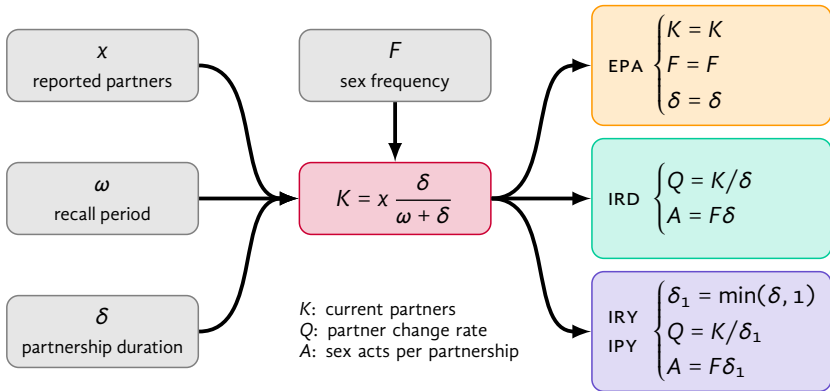 x
reported partners
F
sex frequency
ω
recall period
K = x δ/(ω + δ)
δ
partnership duration
K: current partners
Q: partner change rate
A: sex acts per partnership
EPA
K = K
F = F
δ = δ
IRD
Q = K/δ
A = Fδ
IRY
IPY
δ₁ = min(δ, 1)
Q = K/δ₁
A = Fδ₁